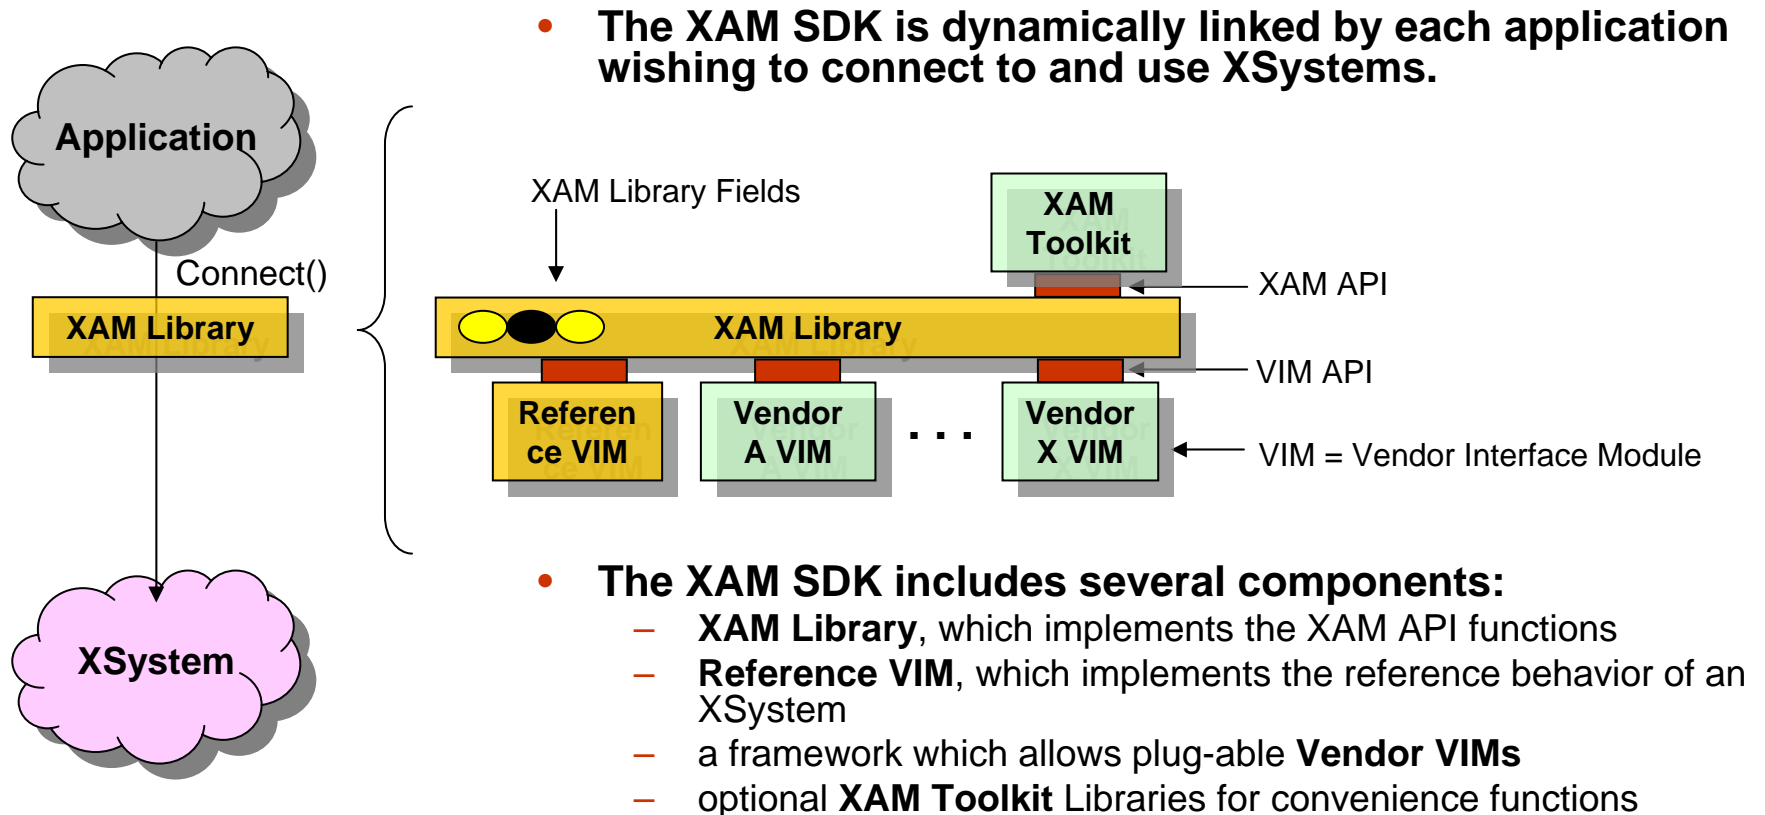 • The XAM SDK is dynamically linked by each application
wishing to connect to and use XSystems.
Application
Connect()
XAM Library
XSystem
XAM Library Fields
XAM
Toolkit
XAM API
XAM Library
VIM API
Referen
ce VIM
Vendor
A VIM
. . .
Vendor
X VIM
VIM = Vendor Interface Module
• The XAM SDK includes several components:
– XAM Library, which implements the XAM API functions
– Reference VIM, which implements the reference behavior of an
XSystem
– a framework which allows plug-able Vendor VIMs
– optional XAM Toolkit Libraries for convenience functions